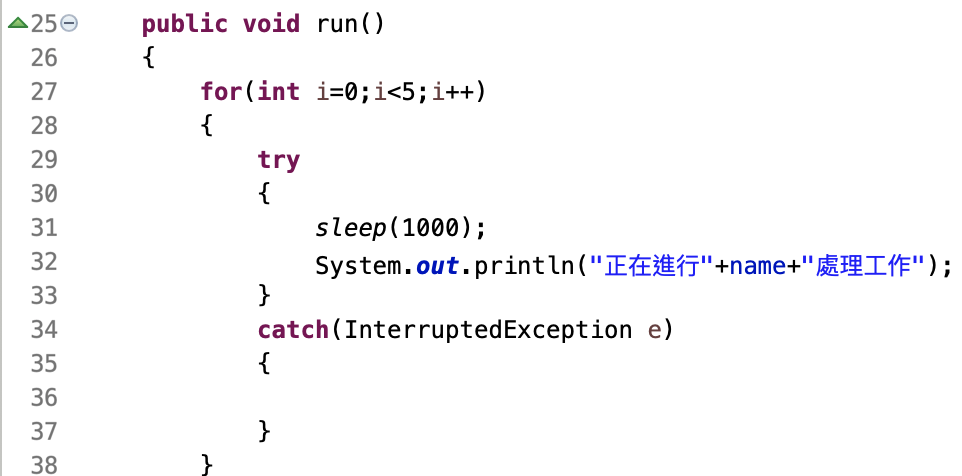 25 public void run()
26 {
27 for(int i=0;i<5;i++)
28 {
29 try
30 {
31 sleep(1000);
32 System.out.println("正在進行"+name+"處理工作");
33 }
34 catch(InterruptedException e)
35 {
36
37 }
38 }